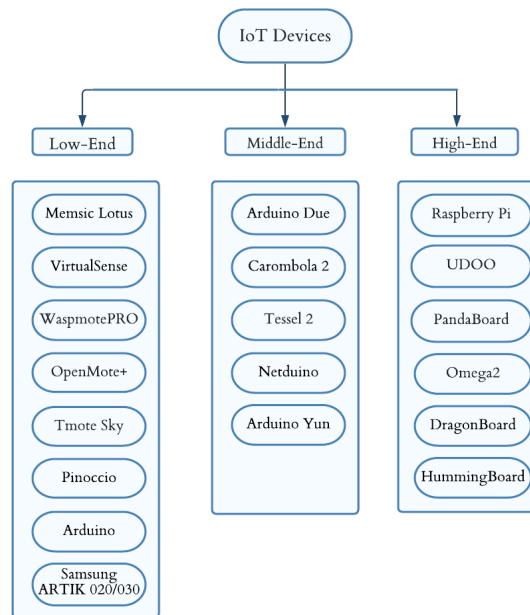 IoT Devices
Low-End
Middle-End
High-End
Memsic Lotus
VirtualSense
WaspmotePRO
OpenMote+
Tmote Sky
Pinoccio
Arduino
Samsung
ARTIK 020/030
Arduino Due
Carombola 2
Tessel 2
Netduino
Arduino Yun
Raspberry Pi
UDOO
PandaBoard
Omega2
DragonBoard
HummingBoard